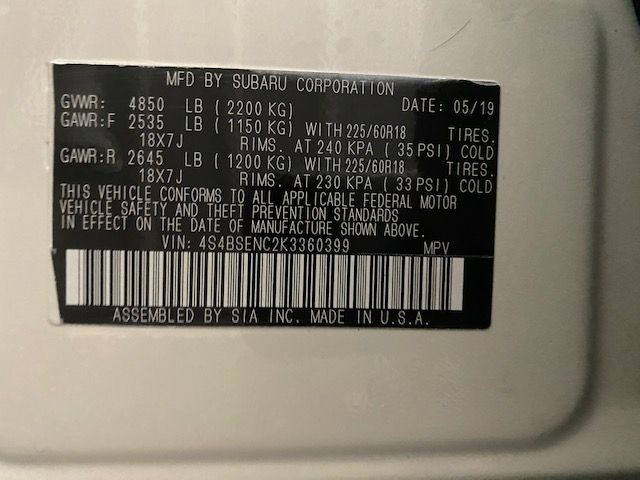 MFD BY SUBARU CORPORATION
GVWR: 4850 LB (2200 KG) DATE: 05/19
GAWR:F 2535 LB (1150 KG) WITH 225/60R18 TIRES.
18X7J RIMS. AT 240 KPA (35 PSI) COLD
GAWR:R 2645 LB (1200 KG) WITH 225/60R18 TIRES.
18X7J RIMS. AT 230 KPA (33 PSI) COLD
THIS VEHICLE CONFORMS TO ALL APPLICABLE FEDERAL MOTOR
VEHICLE SAFETY AND THEFT PREVENTION STANDARDS
IN EFFECT ON THE DATE OF MANUFACTURE SHOWN ABOVE.
VIN: 4S4BSENC2K3360399 MPV
ASSEMBLED BY SIA INC. MADE IN U.S.A.